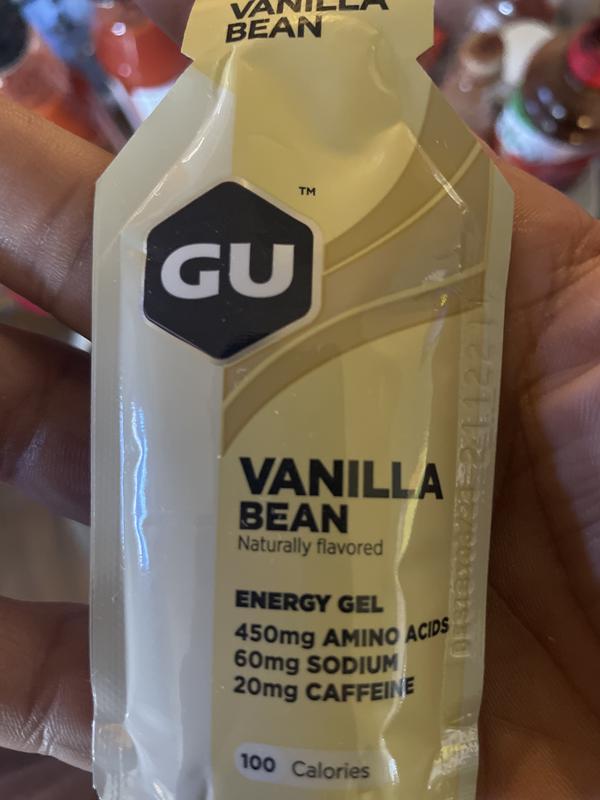 VANILLA
BEAN
TM
GU
VANILLA
BEAN
Naturally flavored
ENERGY GEL
450mg AMINO ACIDS
60mg SODIUM
20mg CAFFEINE
100 Calories